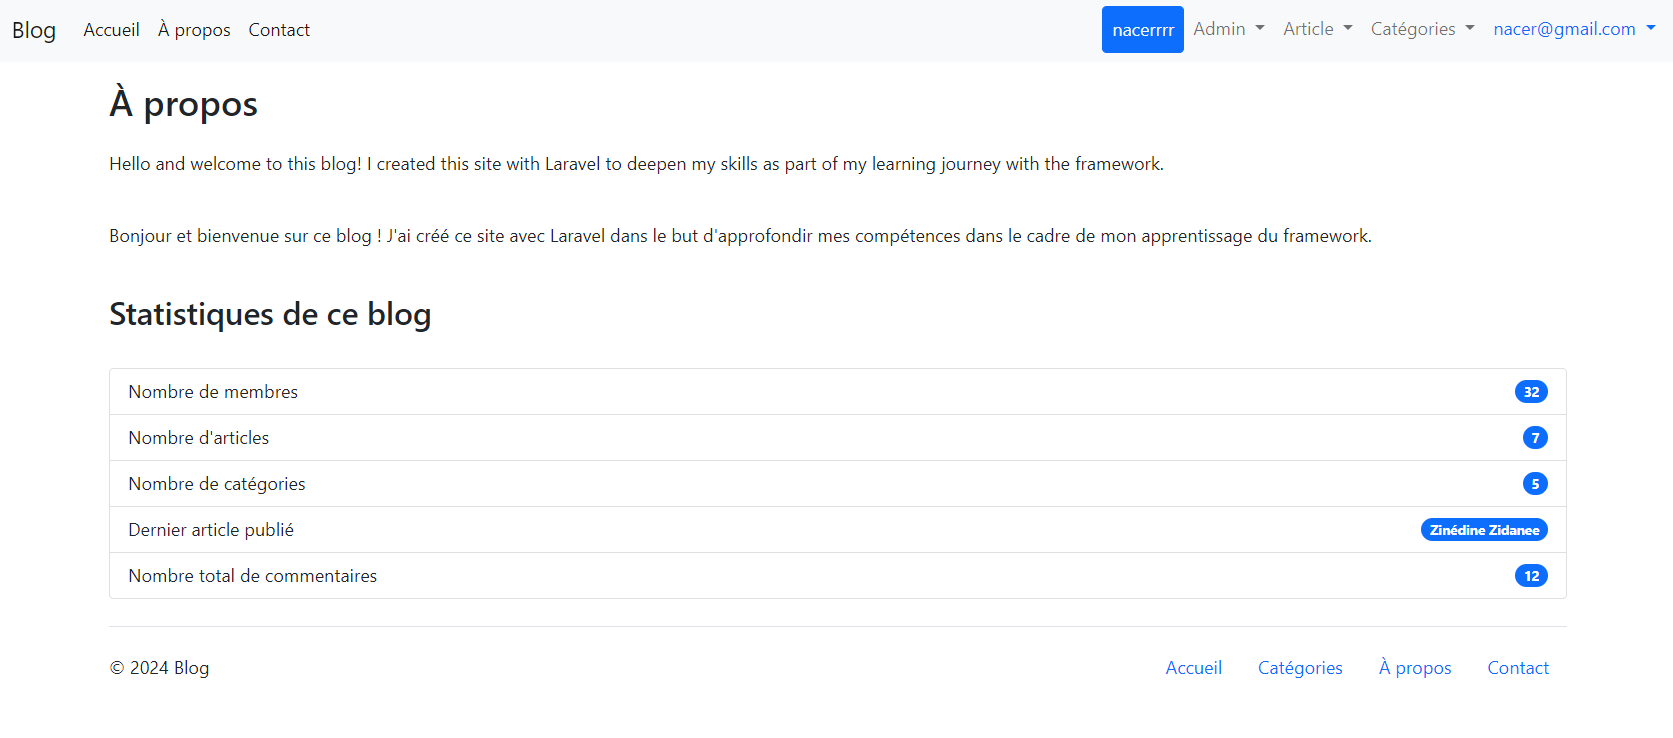 Blog Accueil À propos Contact nacerrrr Admin Article Catégories nacer@gmail.com
À propos
Hello and welcome to this blog! I created this site with Laravel to deepen my skills as part of my learning journey with the framework.
Bonjour et bienvenue sur ce blog ! J'ai créé ce site avec Laravel dans le but d'approfondir mes compétences dans le cadre de mon apprentissage du framework.
Statistiques de ce blog
Nombre de membres 32
Nombre d'articles 7
Nombre de catégories 5
Dernier article publié Zinédine Zidanee
Nombre total de commentaires 12
© 2024 Blog Accueil Catégories À propos Contact